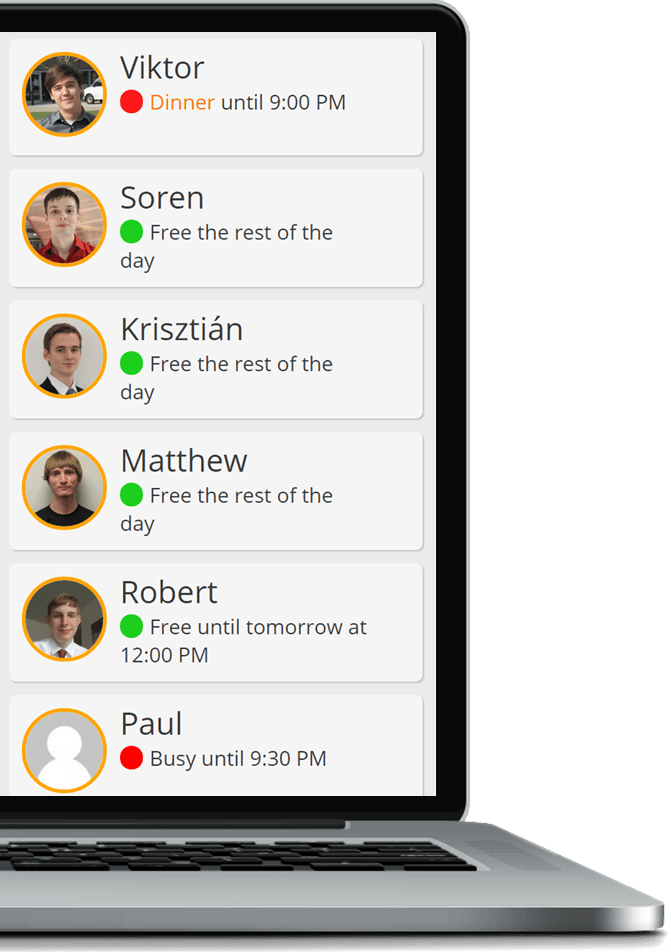 Viktor
Dinner until 9:00 PM
Soren
Free the rest of the
day
Krisztián
Free the rest of the
day
Matthew
Free the rest of the
day
Robert
Free until tomorrow at
12:00 PM
Paul
Busy until 9:30 PM